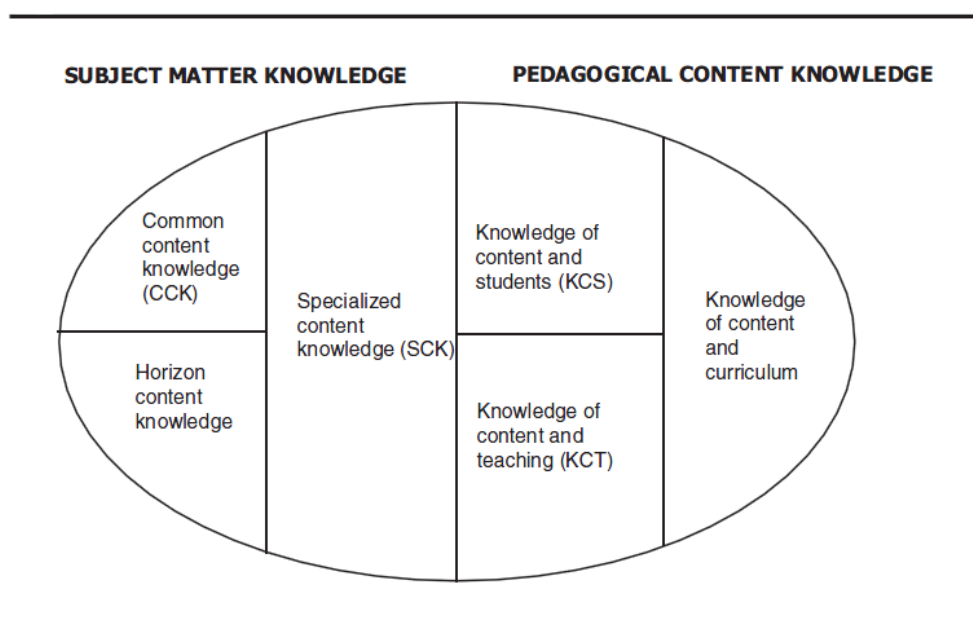 SUBJECT MATTER KNOWLEDGE
PEDAGOGICAL CONTENT KNOWLEDGE
Common
content
knowledge
(CCK)
Horizon
content
knowledge
Specialized
content
knowledge (SCK)
Knowledge of
content and
students (KCS)
Knowledge of
content and
teaching (KCT)
Knowledge
of content
and
curriculum